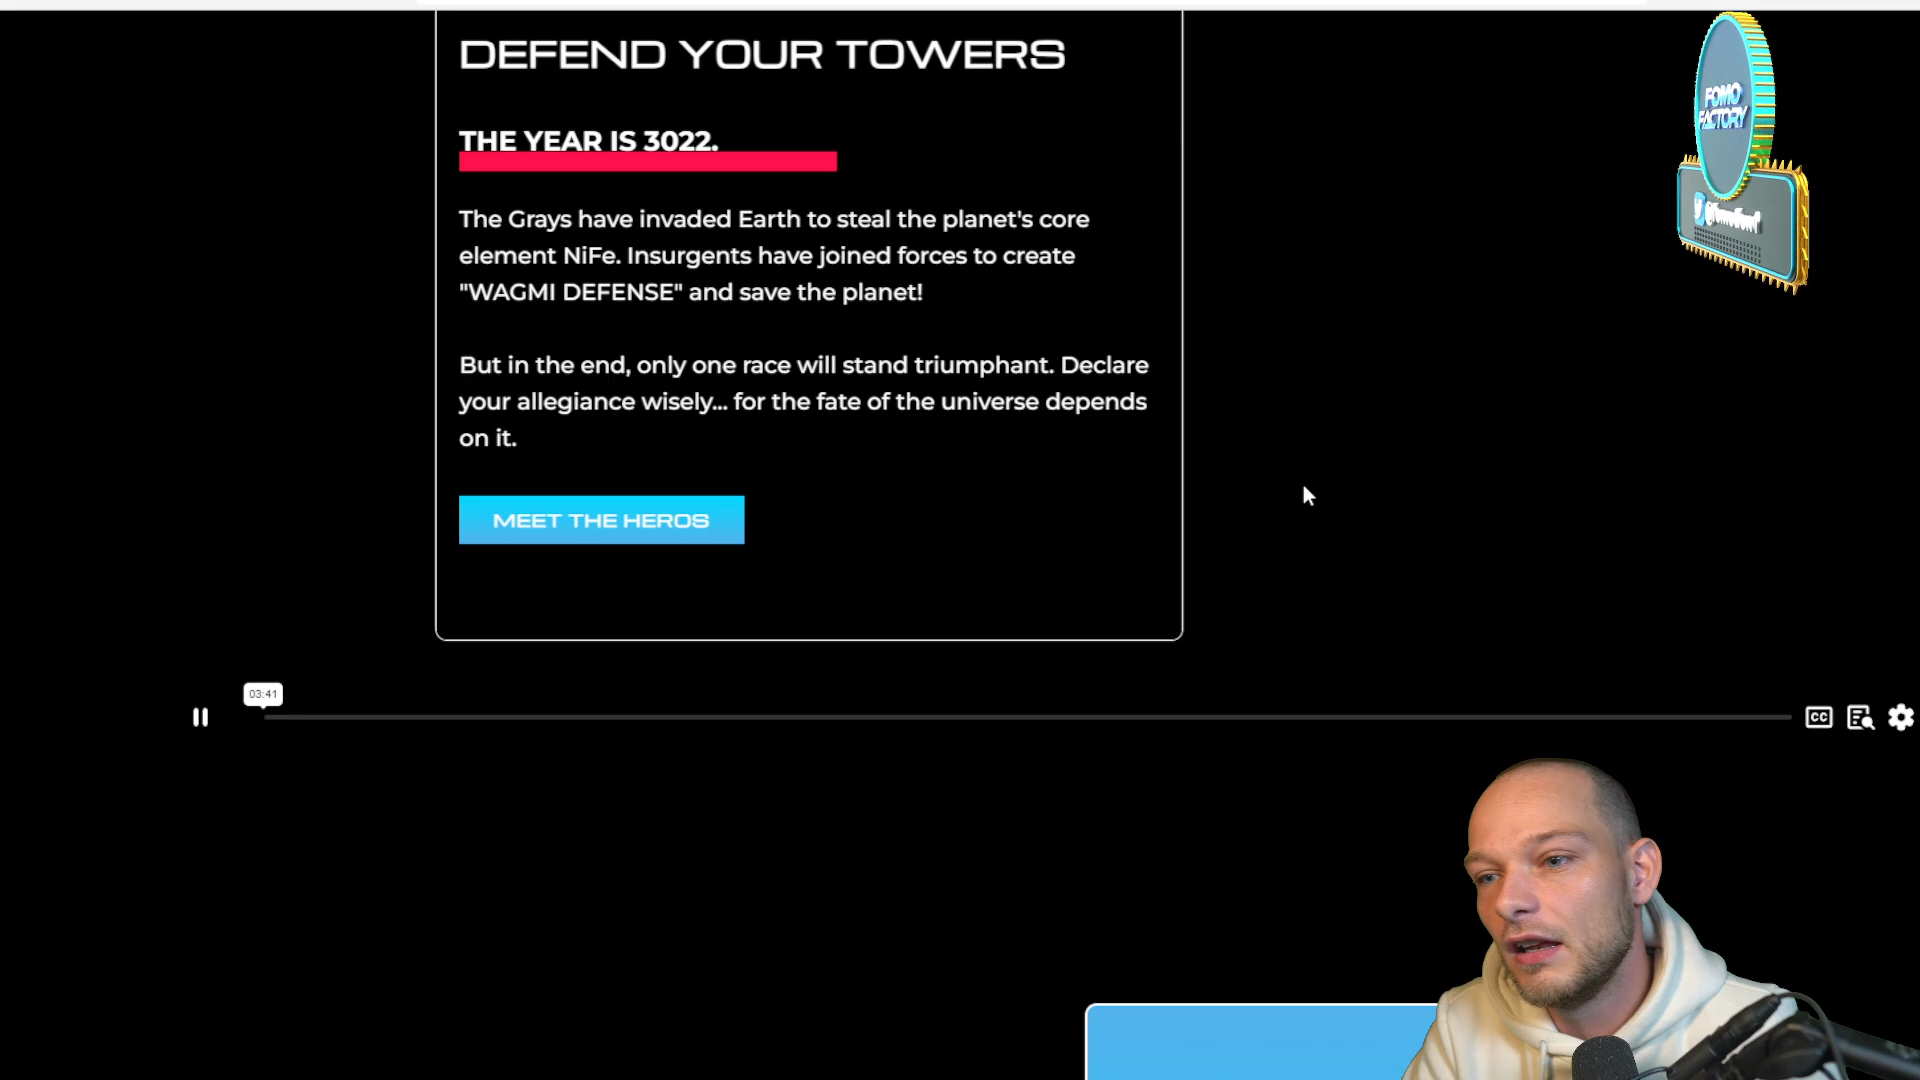 DEFEND YOUR TOWERS
THE YEAR IS 3022.
The Grays have invaded Earth to steal the planet's core
element NiFe. Insurgents have joined forces to create
"WAGMI DEFENSE" and save the planet!
But in the end, only one race will stand triumphant. Declare
your allegiance wisely... for the fate of the universe depends
on it.
MEET THE HEROS
03:41
CC
FOMO
FACTORY